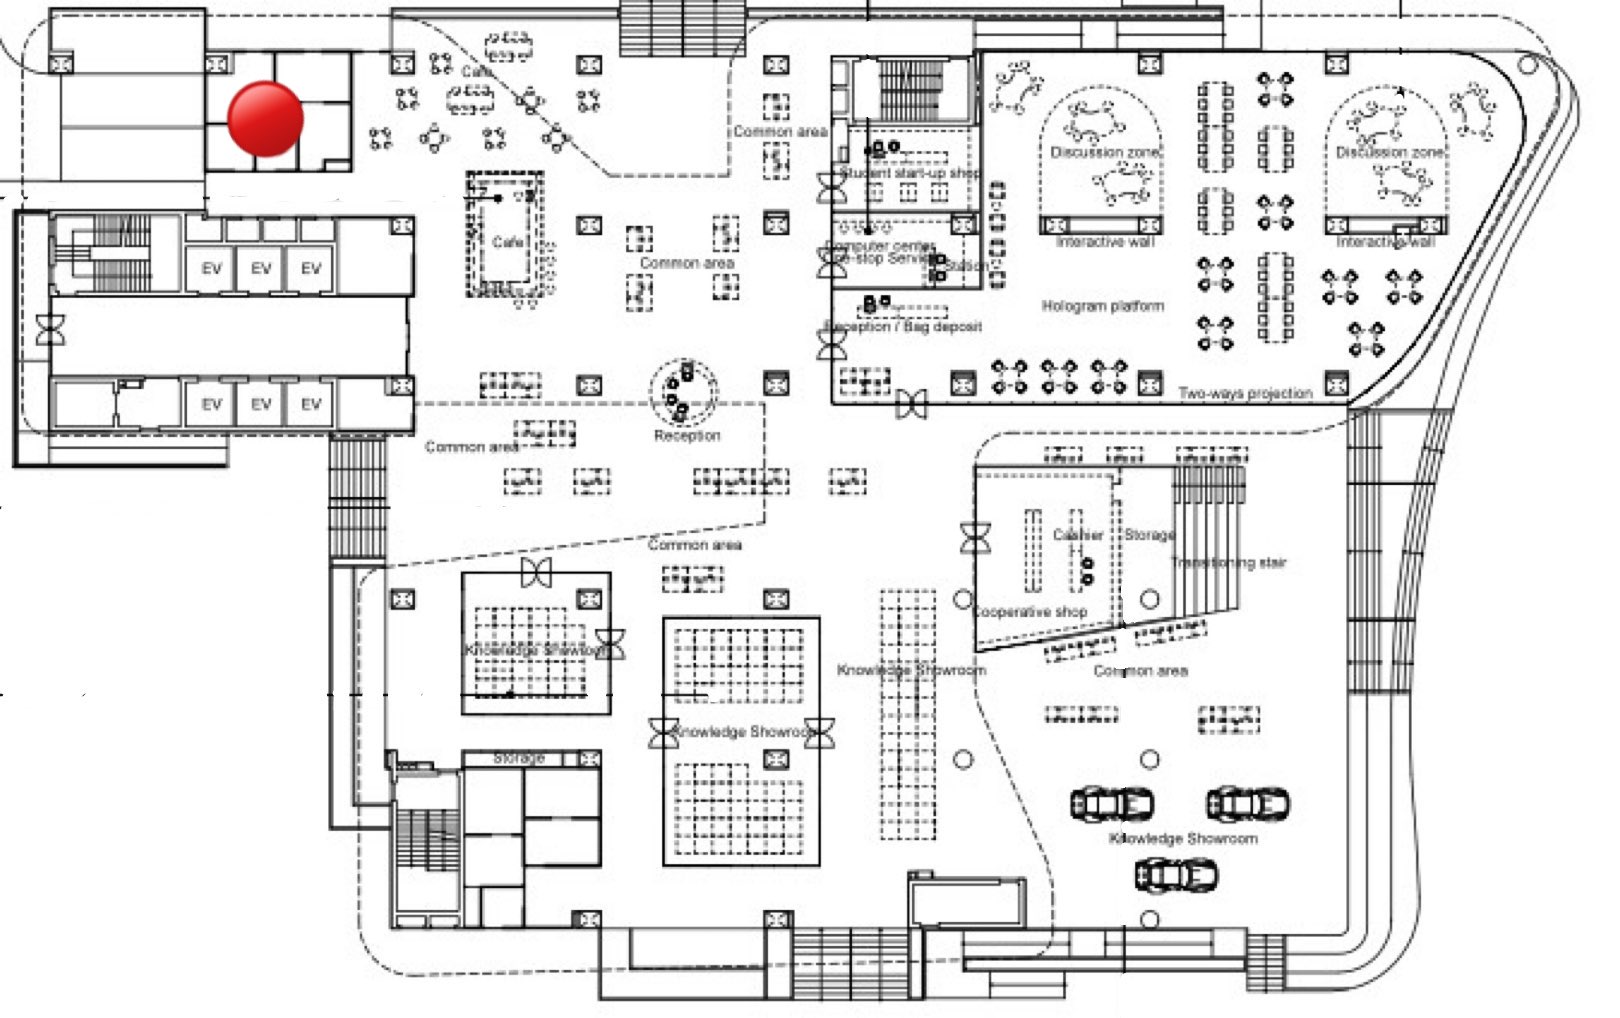 Cafe
Common area
Student start-up shop
Discussion zone
Discussion zone
Cafe
Common area
Computer center
One-stop Service
Station
Interactive wall
Interactive wall
EV
EV
EV
Hologram platform
Reception / Bag deposit
Two-ways projection
EV
EV
EV
Reception
Common area
Common area
Cashier
Storage
Transitioning stair
Cooperative shop
Knowledge Showroom
Knowledge Showroom
Common area
Knowledge Showroom
Storage
Knowledge Showroom